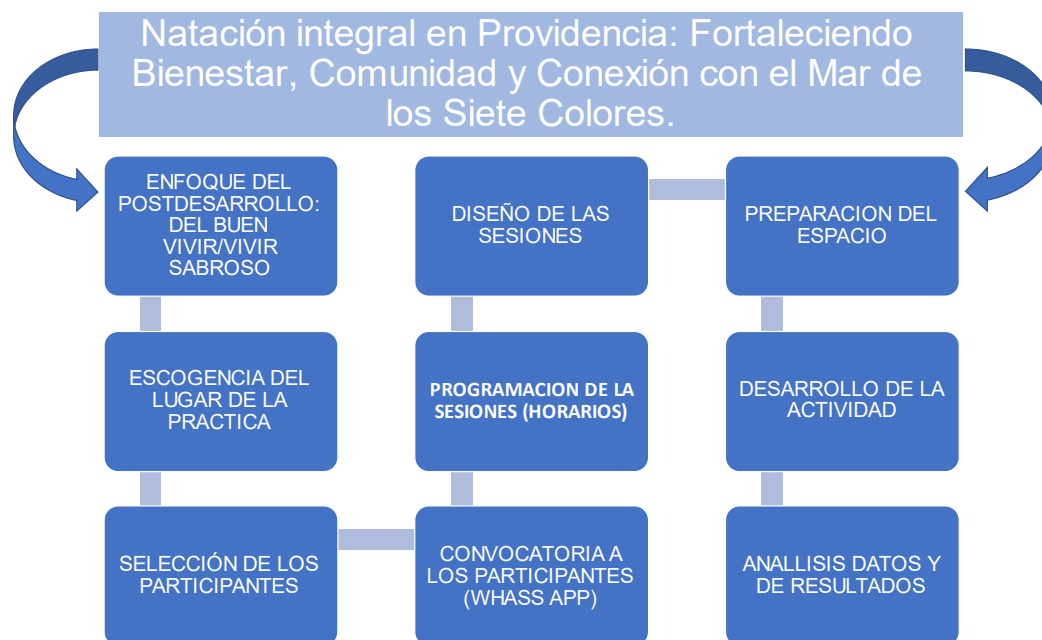 Natación integral en Providencia: Fortaleciendo
Bienestar, Comunidad y Conexión con el Mar de
los Siete Colores.
ENFOQUE DEL
POSTDESARROLLO:
DEL BUEN
VIVIR/VIVIR
SABROSO
ESCOGENCIA DEL
LUGAR DE LA
PRACTICA
SELECCIÓN DE LOS
PARTICIPANTES
CONVOCATORIA A
LOS PARTICIPANTES
(WHASS APP)
PROGRAMACION DE LA
SESIONES (HORARIOS)
DISEÑO DE LAS
SESIONES
PREPARACION DEL
ESPACIO
DESARROLLO DE LA
ACTIVIDAD
ANALLISIS DATOS Y
DE RESULTADOS